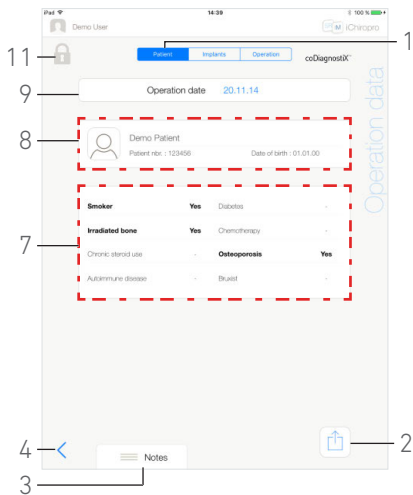 iPad 14:39 100 %
Demo User iChiropro
1
11
Patient Implants Operation coDiagnostiX™
9
Operation date 20.11.14
Operation data
8
Demo Patient
Patient nbr. : 123456 Date of birth : 01.01.00
7
Smoker Yes Diabetes -
Irradiated bone Yes Chemotherapy -
Chronic steroid use - Osteoporosis Yes
Autoimmune disease - Bruxist -
2
4
Notes
3